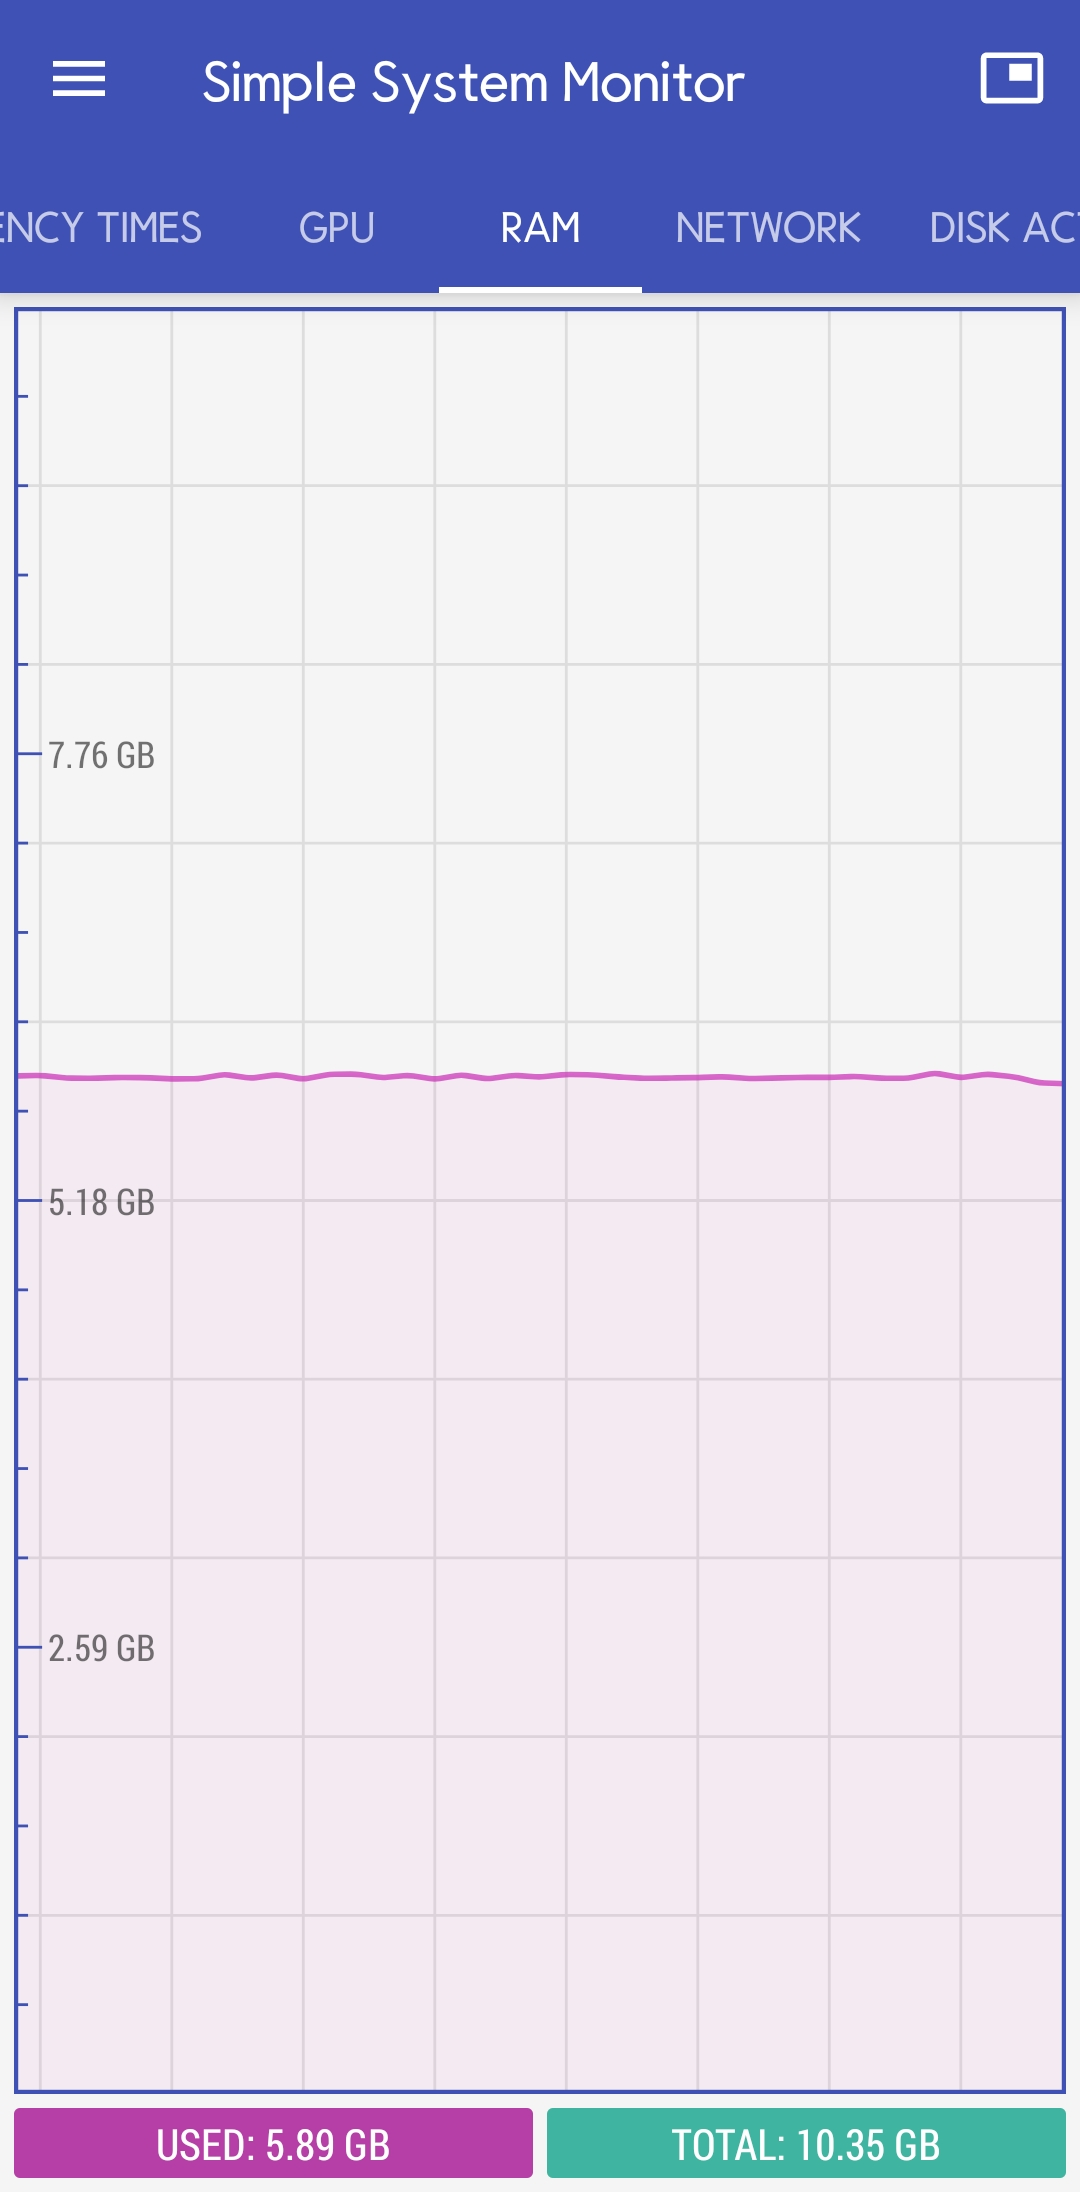 Simple System Monitor
ENCY TIMES GPU RAM NETWORK DISK AC
7.76 GB
5.18 GB
2.59 GB
USED: 5.89 GB TOTAL: 10.35 GB